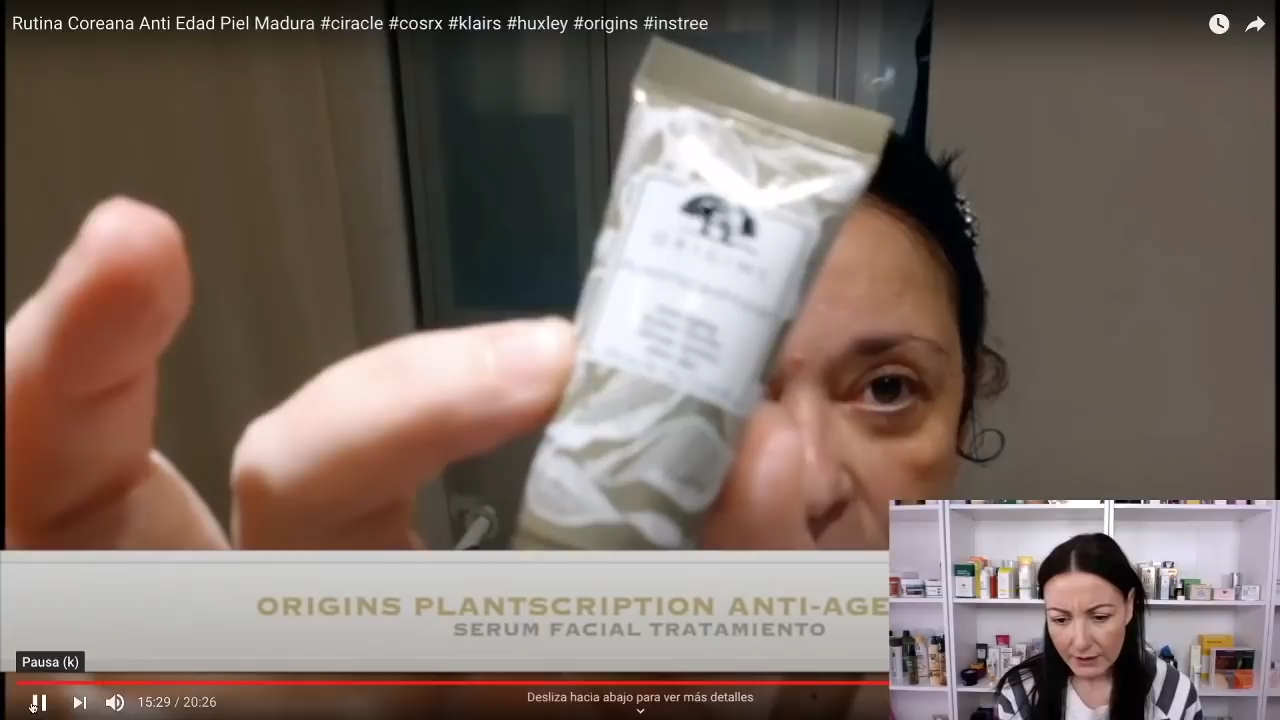 Rutina Coreana Anti Edad Piel Madura #ciracle #cosrx #klairs #huxley #origins #instree
ORIGINS
ORIGINS PLANTSCRIPTION ANTI-AGE
SERUM FACIAL TRATAMIENTO
Pausa (k)
15:29 / 20:26
Desliza hacia abajo para ver más detalles